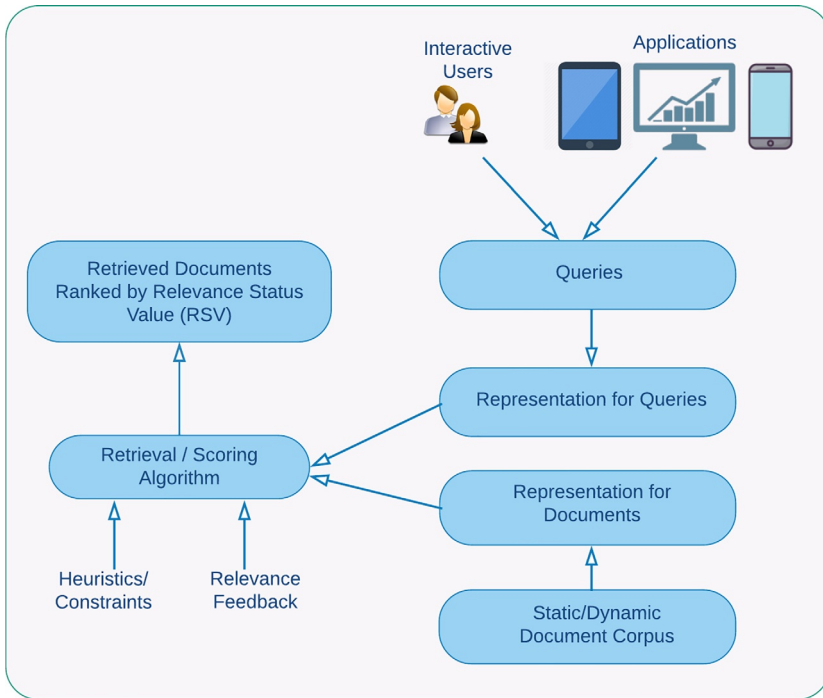 Interactive
Users
Applications
Retrieved Documents
Ranked by Relevance Status
Value (RSV)
Queries
Representation for Queries
Retrieval / Scoring
Algorithm
Representation for
Documents
Heuristics/
Constraints
Relevance
Feedback
Static/Dynamic
Document Corpus